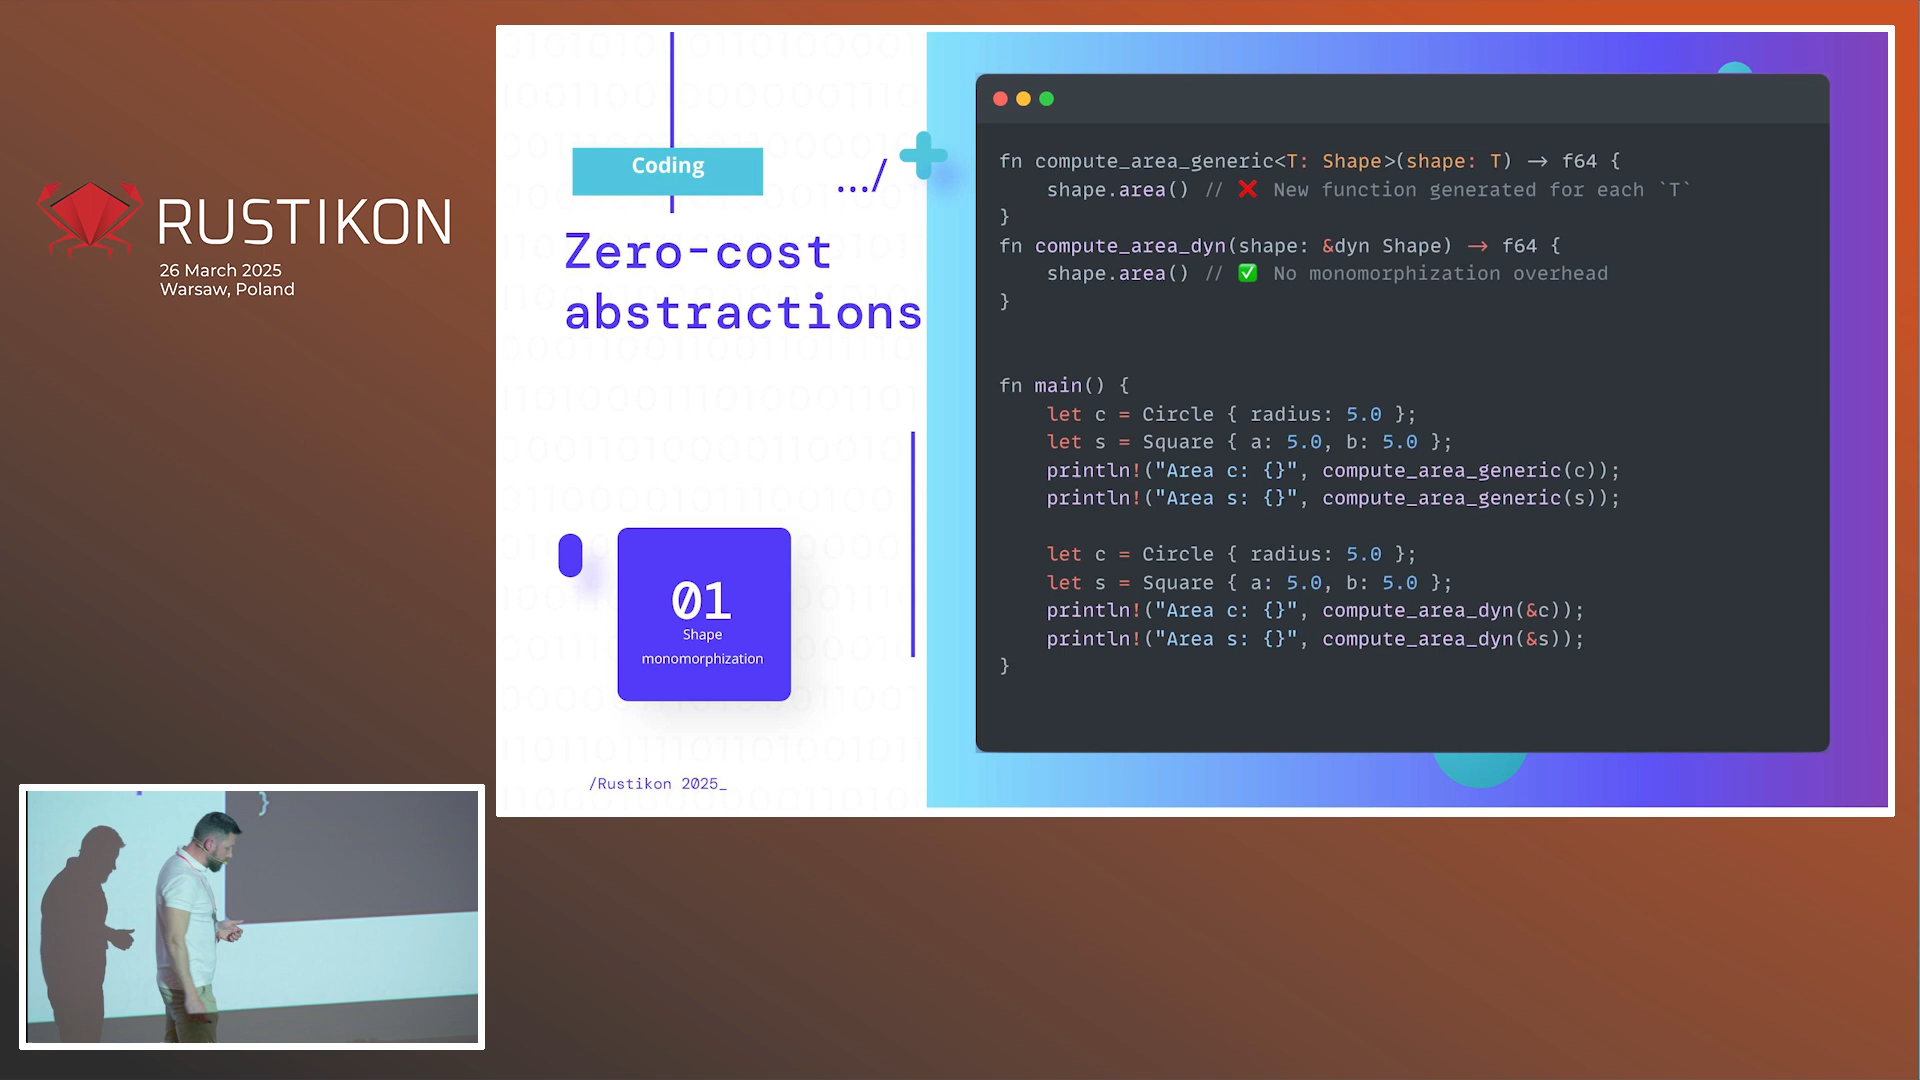 RUSTIKON
26 March 2025
Warsaw, Poland
Coding
.../
Zero-cost
abstractions
01
Shape
monomorphization
/Rustikon 2025_
fn compute_area_generic<T: Shape>(shape: T) → f64 {
    shape.area() // ❌ New function generated for each `T`
}
fn compute_area_dyn(shape: &dyn Shape) → f64 {
    shape.area() // ✅ No monomorphization overhead
}
fn main() {
    let c = Circle { radius: 5.0 };
    let s = Square { a: 5.0, b: 5.0 };
    println!("Area c: {}", compute_area_generic(c));
    println!("Area s: {}", compute_area_generic(s));
    let c = Circle { radius: 5.0 };
    let s = Square { a: 5.0, b: 5.0 };
    println!("Area c: {}", compute_area_dyn(&c));
    println!("Area s: {}", compute_area_dyn(&s));
}
}